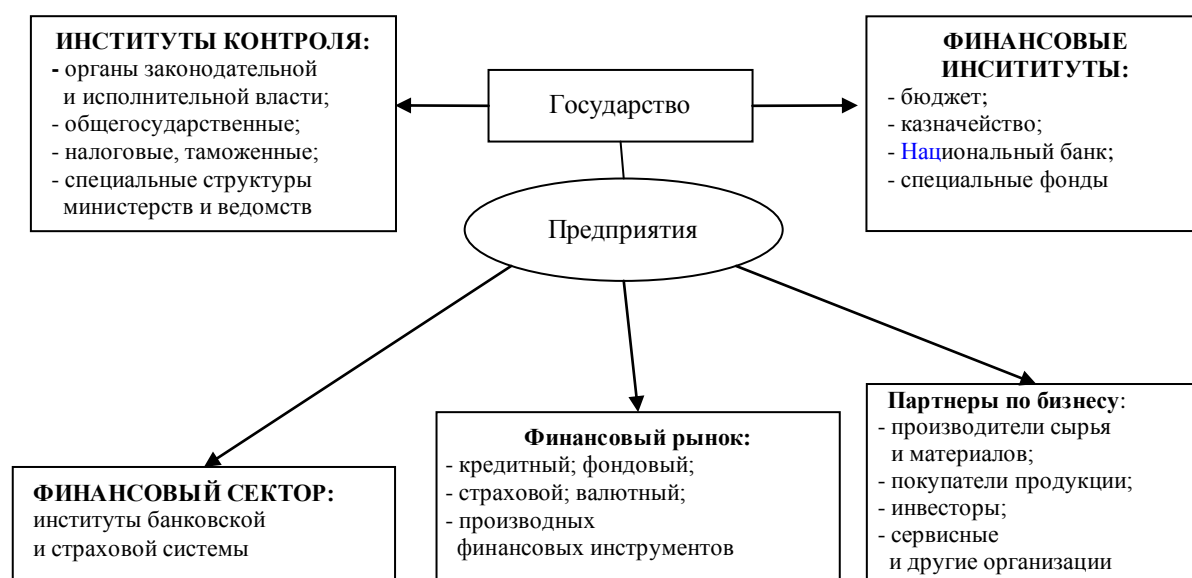 ИНСТИТУТЫ КОНТРОЛЯ:
- органы законодательной
и исполнительной власти;
- общегосударственные;
- налоговые, таможенные;
- специальные структуры
министерств и ведомств
Государство
ФИНАНСОВЫЕ
ИНСИТИТУТЫ:
- бюджет;
- казначейство;
- Национальный банк;
- специальные фонды
Предприятия
ФИНАНСОВЫЙ СЕКТОР:
институты банковской
и страховой системы
Финансовый рынок:
- кредитный; фондовый;
- страховой; валютный;
- производных
финансовых инструментов
Партнеры по бизнесу:
- производители сырья
и материалов;
- покупатели продукции;
- инвесторы;
- сервисные
и другие организации